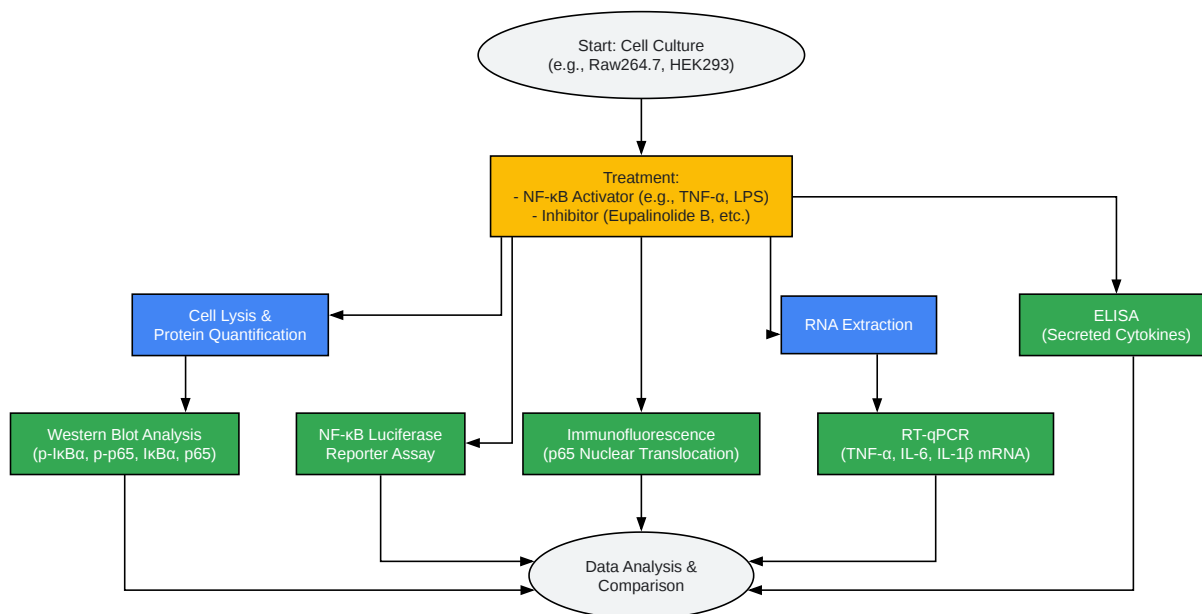 Start: Cell Culture
(e.g., Raw264.7, HEK293)
Treatment:
- NF-κB Activator (e.g., TNF-α, LPS)
- Inhibitor (Eupalinolide B, etc.)
Cell Lysis &
Protein Quantification
RNA Extraction
ELISA
(Secreted Cytokines)
Western Blot Analysis
(p-IκBα, p-p65, IκBα, p65)
NF-κB Luciferase
Reporter Assay
Immunofluorescence
(p65 Nuclear Translocation)
RT-qPCR
(TNF-α, IL-6, IL-1β mRNA)
Data Analysis &
Comparison